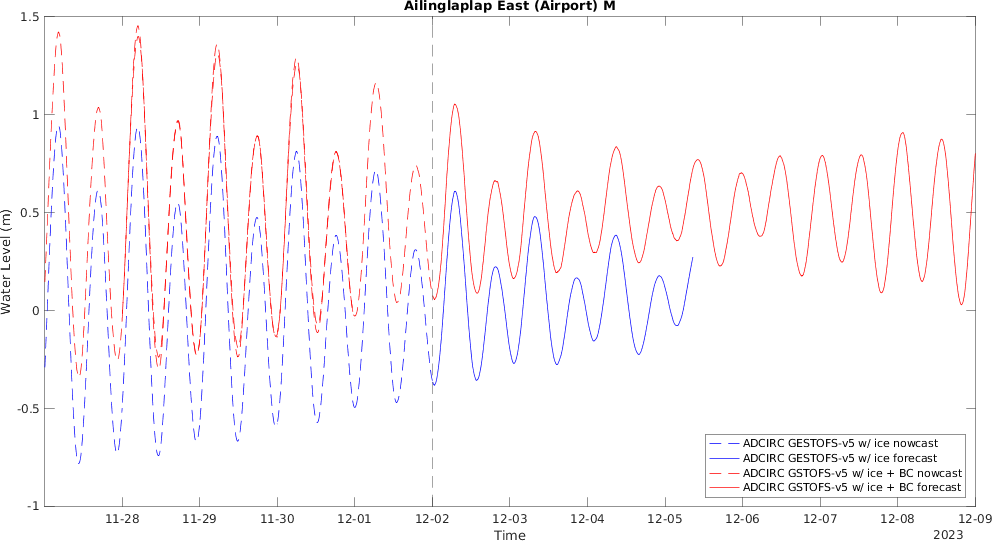 Ailinglaplap East (Airport) M
1.5
1
0.5
0
-0.5
-1
Water Level (m)
11-28 11-29 11-30 12-01 12-02 12-03 12-04 12-05 12-06 12-07 12-08 12-09
Time
2023
ADCIRC GESTOFS-v5 w/ ice nowcast
ADCIRC GESTOFS-v5 w/ ice forecast
ADCIRC GSTOFS-v5 w/ ice + BC nowcast
ADCIRC GSTOFS-v5 w/ ice + BC forecast